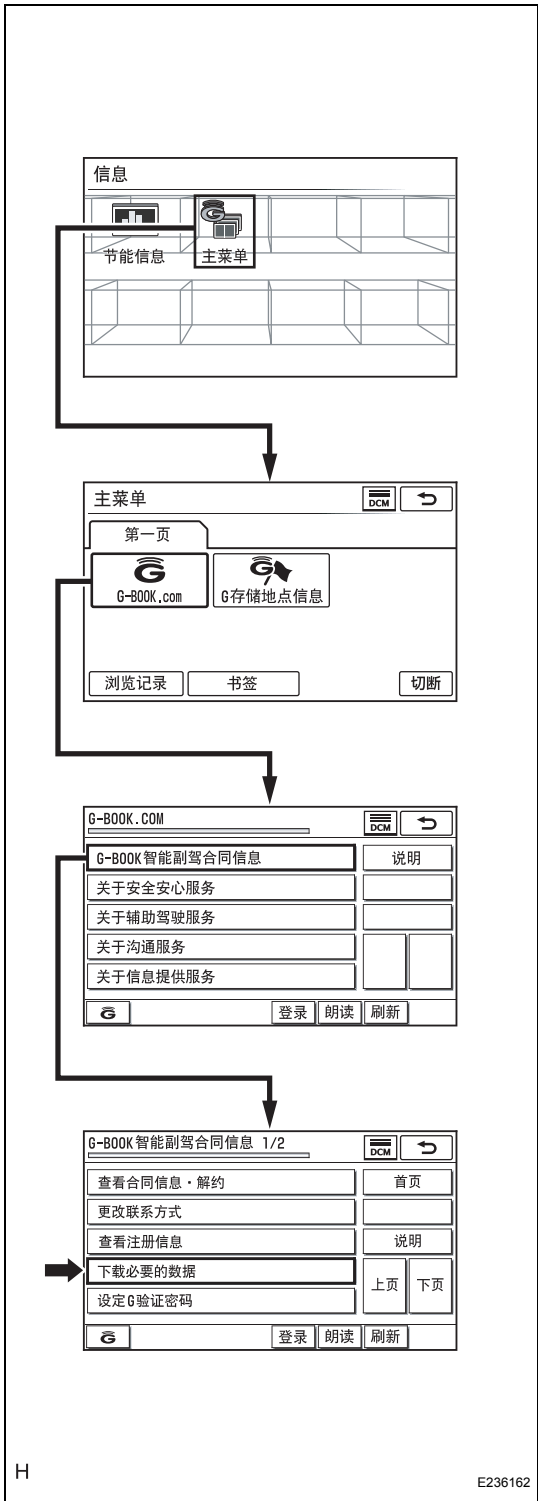 信息
节能信息 主菜单
主菜单 DCM
第一页
G-BOOK.com G存储地点信息
浏览记录 书签 切断
G-BOOK.COM DCM
G-BOOK智能副驾合同信息 说明
关于安全安心服务
关于辅助驾驶服务
关于沟通服务
关于信息提供服务
G 登录 朗读 刷新
G-BOOK智能副驾合同信息 1/2 DCM
查看合同信息·解约 首页
更改联系方式
查看注册信息 说明
下载必要的数据 上页 下页
设定G验证密码
G 登录 朗读 刷新
H E236162